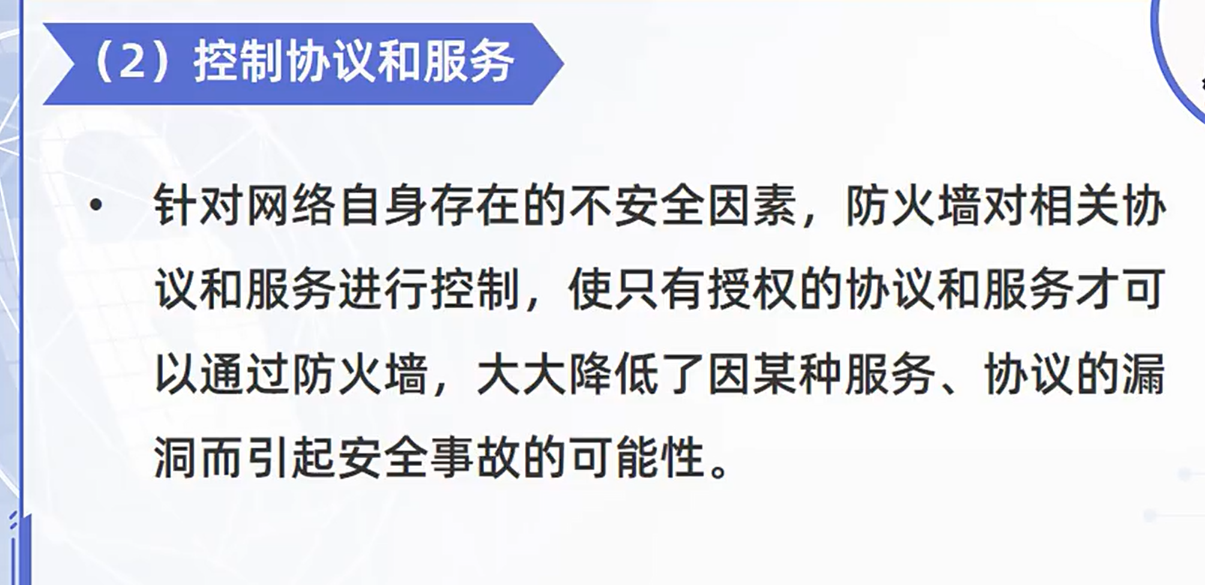 （2）控制协议和服务
• 针对网络自身存在的不安全因素，防火墙对相关协
议和服务进行控制，使只有授权的协议和服务才可
以通过防火墙，大大降低了因某种服务、协议的漏
洞而引起安全事故的可能性。